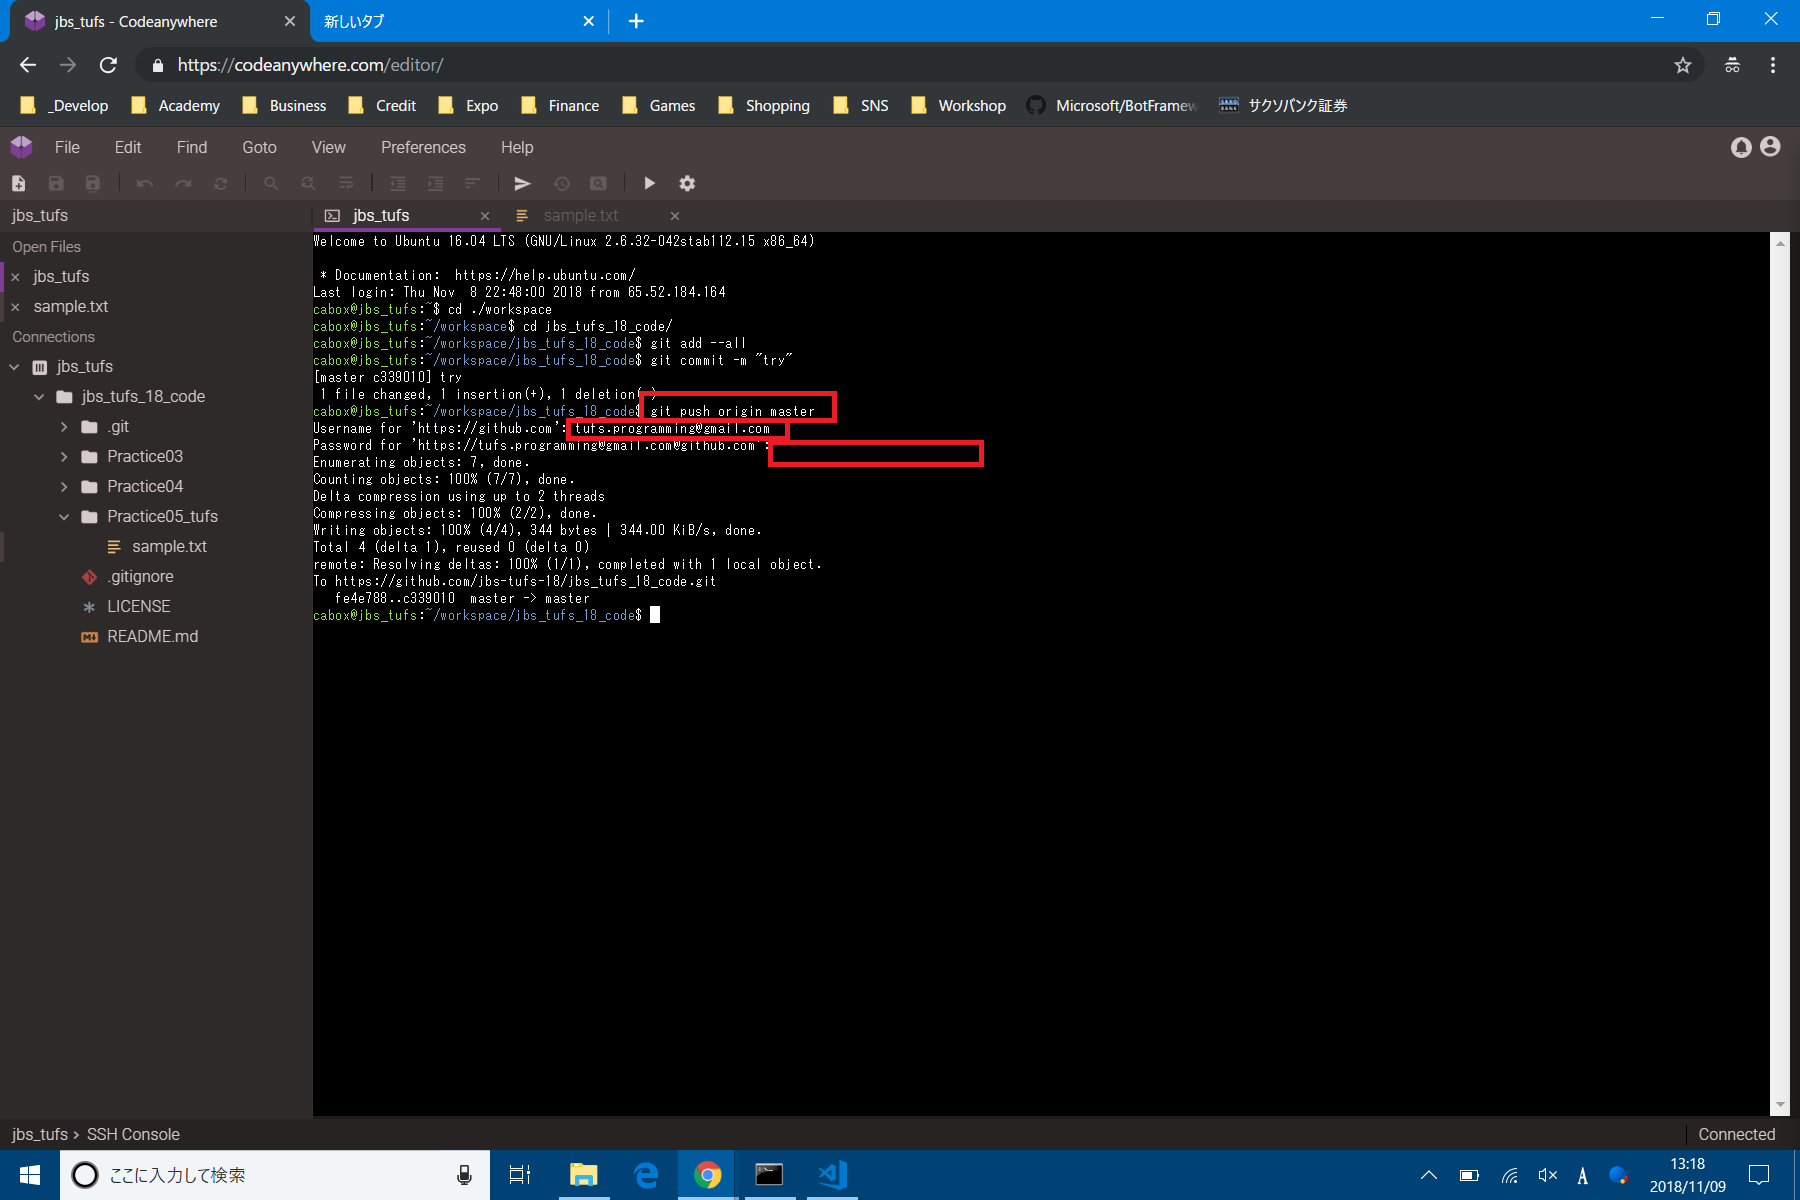 jbs_tufs - Codeanywhere
新しいタブ
https://codeanywhere.com/editor/
_Develop Academy Business Credit Expo Finance Games Shopping SNS Workshop Microsoft/BotFramew サクソバンク証券
File Edit Find Goto View Preferences Help
jbs_tufs
jbs_tufs sample.txt
Open Files
jbs_tufs
sample.txt
Connections
jbs_tufs
jbs_tufs_18_code
.git
Practice03
Practice04
Practice05_tufs
sample.txt
.gitignore
LICENSE
README.md
Welcome to Ubuntu 16.04 LTS (GNU/Linux 2.6.32-042stab112.15 x86_64)
* Documentation:  https://help.ubuntu.com/
Last login: Thu Nov  8 22:48:00 2018 from 65.52.184.164
cabox@jbs_tufs:~$ cd ./workspace
cabox@jbs_tufs:~/workspace$ cd jbs_tufs_18_code/
cabox@jbs_tufs:~/workspace/jbs_tufs_18_code$ git add --all
cabox@jbs_tufs:~/workspace/jbs_tufs_18_code$ git commit -m "try"
[master c339010] try
1 file changed, 1 insertion(+), 1 deletion( )
cabox@jbs_tufs:~/workspace/jbs_tufs_18_code$ git push origin master
Username for 'https://github.com': tufs.programming@gmail.com
Password for 'https://tufs.programming@gmail.com@github.com':
Enumerating objects: 7, done.
Counting objects: 100% (7/7), done.
Delta compression using up to 2 threads
Compressing objects: 100% (2/2), done.
Writing objects: 100% (4/4), 344 bytes | 344.00 KiB/s, done.
Total 4 (delta 1), reused 0 (delta 0)
remote: Resolving deltas: 100% (1/1), completed with 1 local object.
To https://github.com/jbs-tufs-18/jbs_tufs_18_code.git
fe4e788..c339010  master -> master
cabox@jbs_tufs:~/workspace/jbs_tufs_18_code$
jbs_tufs › SSH Console
Connected
ここに入力して検索
A
13:18
2018/11/09